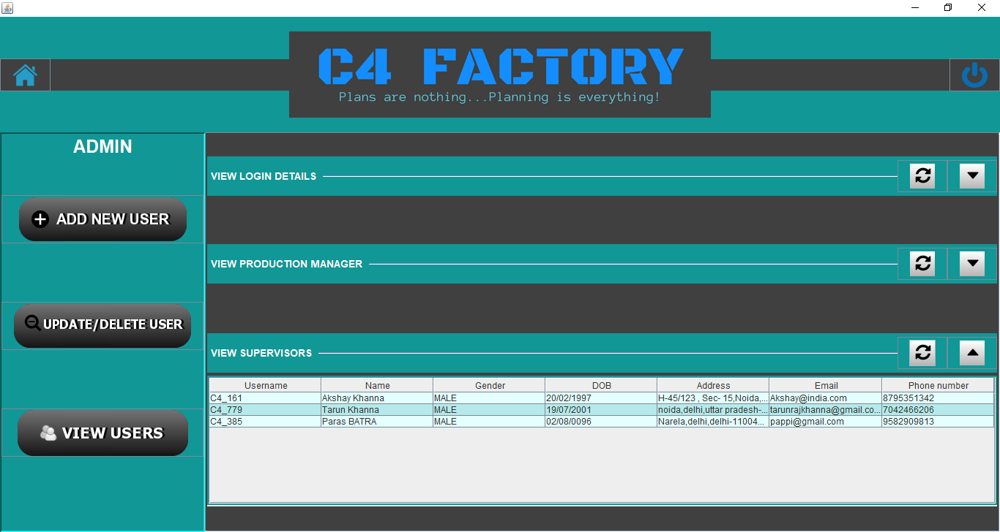 C4 FACTORY
Plans are nothing...Planning is everything!
ADMIN
ADD NEW USER
UPDATE/DELETE USER
VIEW USERS
VIEW LOGIN DETAILS
VIEW PRODUCTION MANAGER
VIEW SUPERVISORS
Username Name Gender DOB Address Email Phone number
C4_161 Akshay Khanna MALE 20/02/1997 H-45/123 , Sec- 15,Noida,... Akshay@india.com 8795351342
C4_779 Tarun Khanna MALE 19/07/2001 noida,delhi,uttar pradesh-... tarunrajkhanna@gmail.co... 7042466206
C4_385 Paras BATRA MALE 02/08/0096 Narela,delhi,delhi-11004... pappi@gmail.com 9582909813